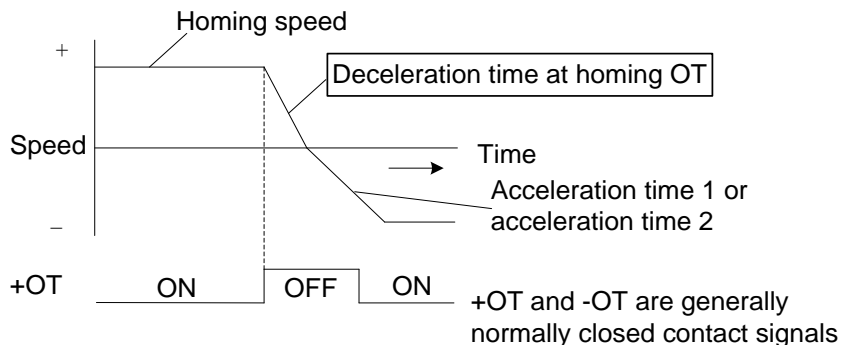 Homing speed
+
Deceleration time at homing OT
Speed
Time
Acceleration time 1 or
acceleration time 2
−
+OT
ON
OFF
ON
+OT and -OT are generally
normally closed contact signals